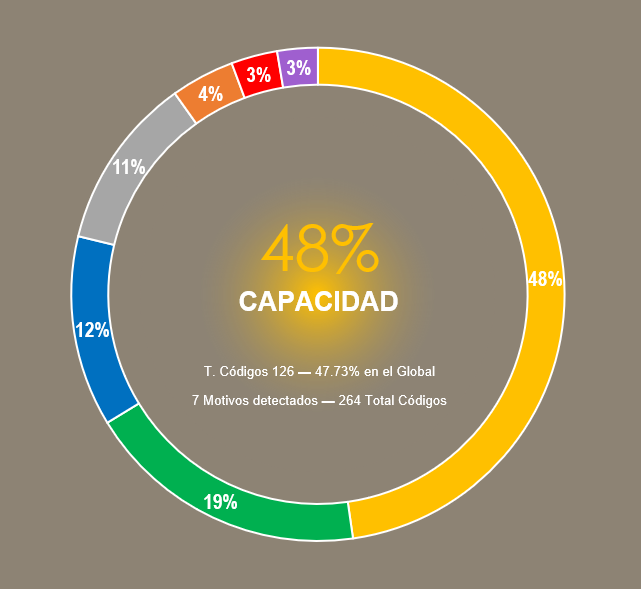 3%
3%
4%
11%
48%
CAPACIDAD
48%
12%
T. Códigos 126 — 47.73% en el Global
7 Motivos detectados — 264 Total Códigos
19%